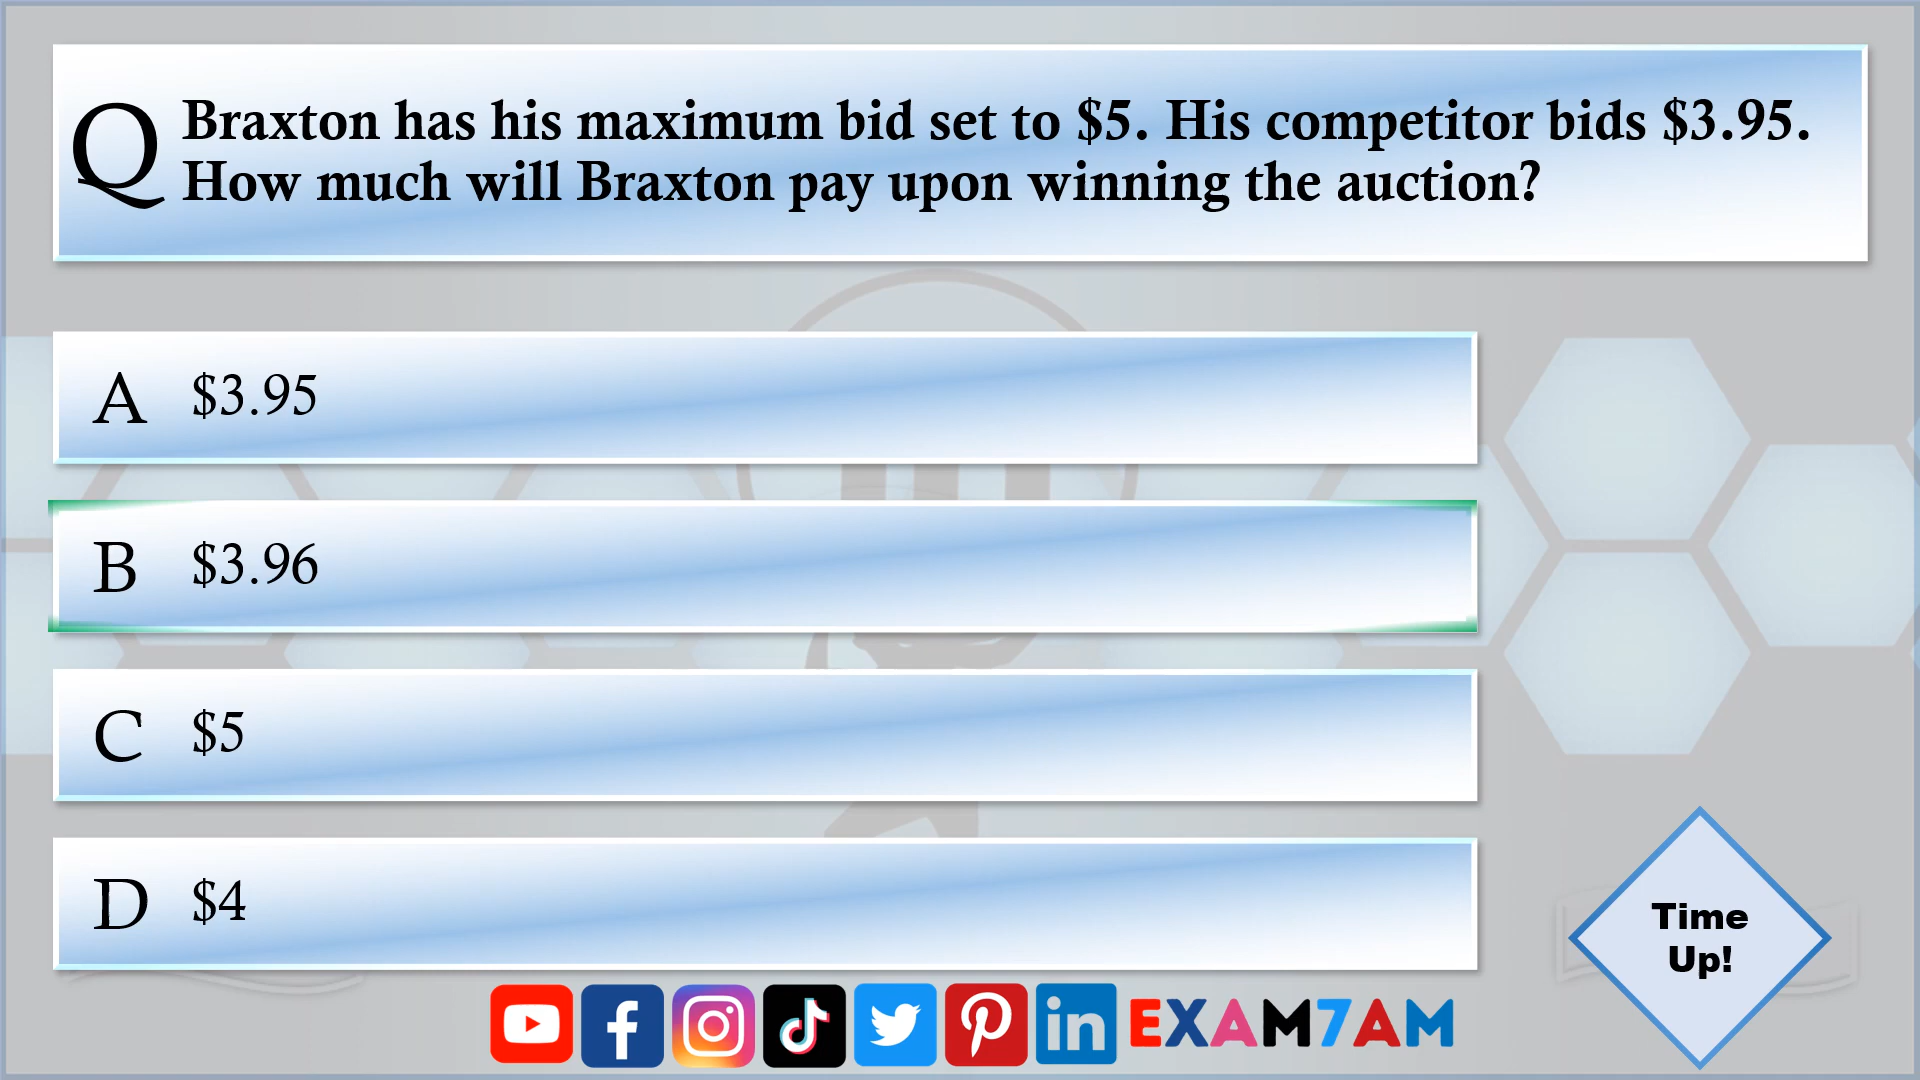 Q Braxton has his maximum bid set to $5. His competitor bids $3.95.
How much will Braxton pay upon winning the auction?
A $3.95
B $3.96
C $5
D $4
Time
Up!
EXAM7AM